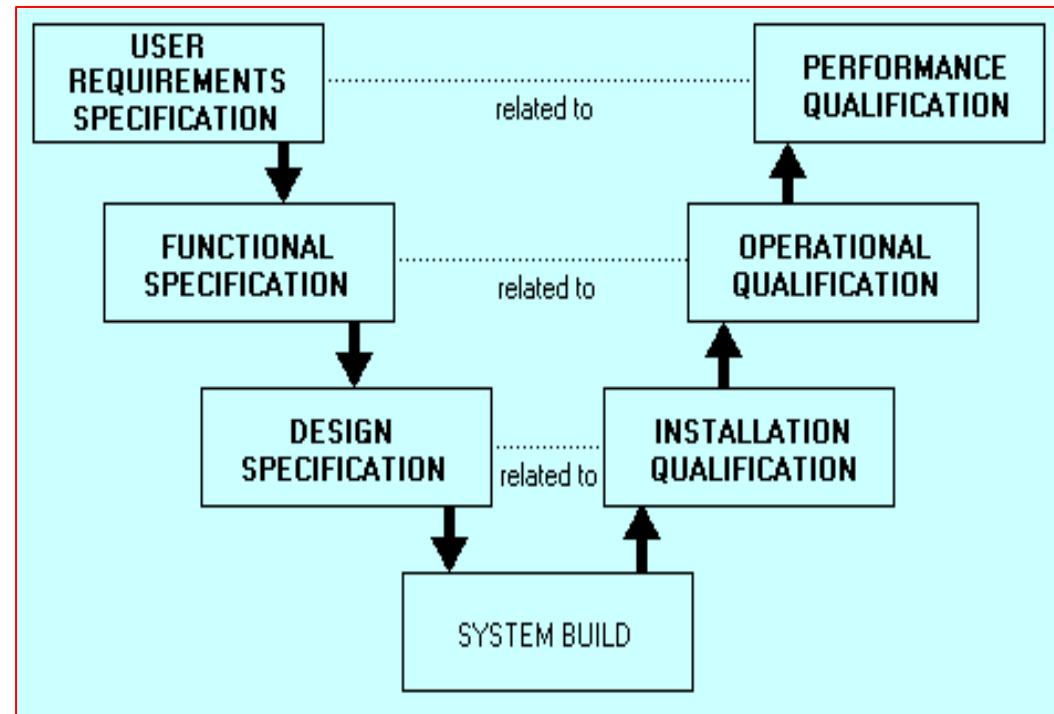 USER
REQUIREMENTS
SPECIFICATION
related to
PERFORMANCE
QUALIFICATION
FUNCTIONAL
SPECIFICATION
related to
OPERATIONAL
QUALIFICATION
DESIGN
SPECIFICATION
related to
INSTALLATION
QUALIFICATION
SYSTEM BUILD